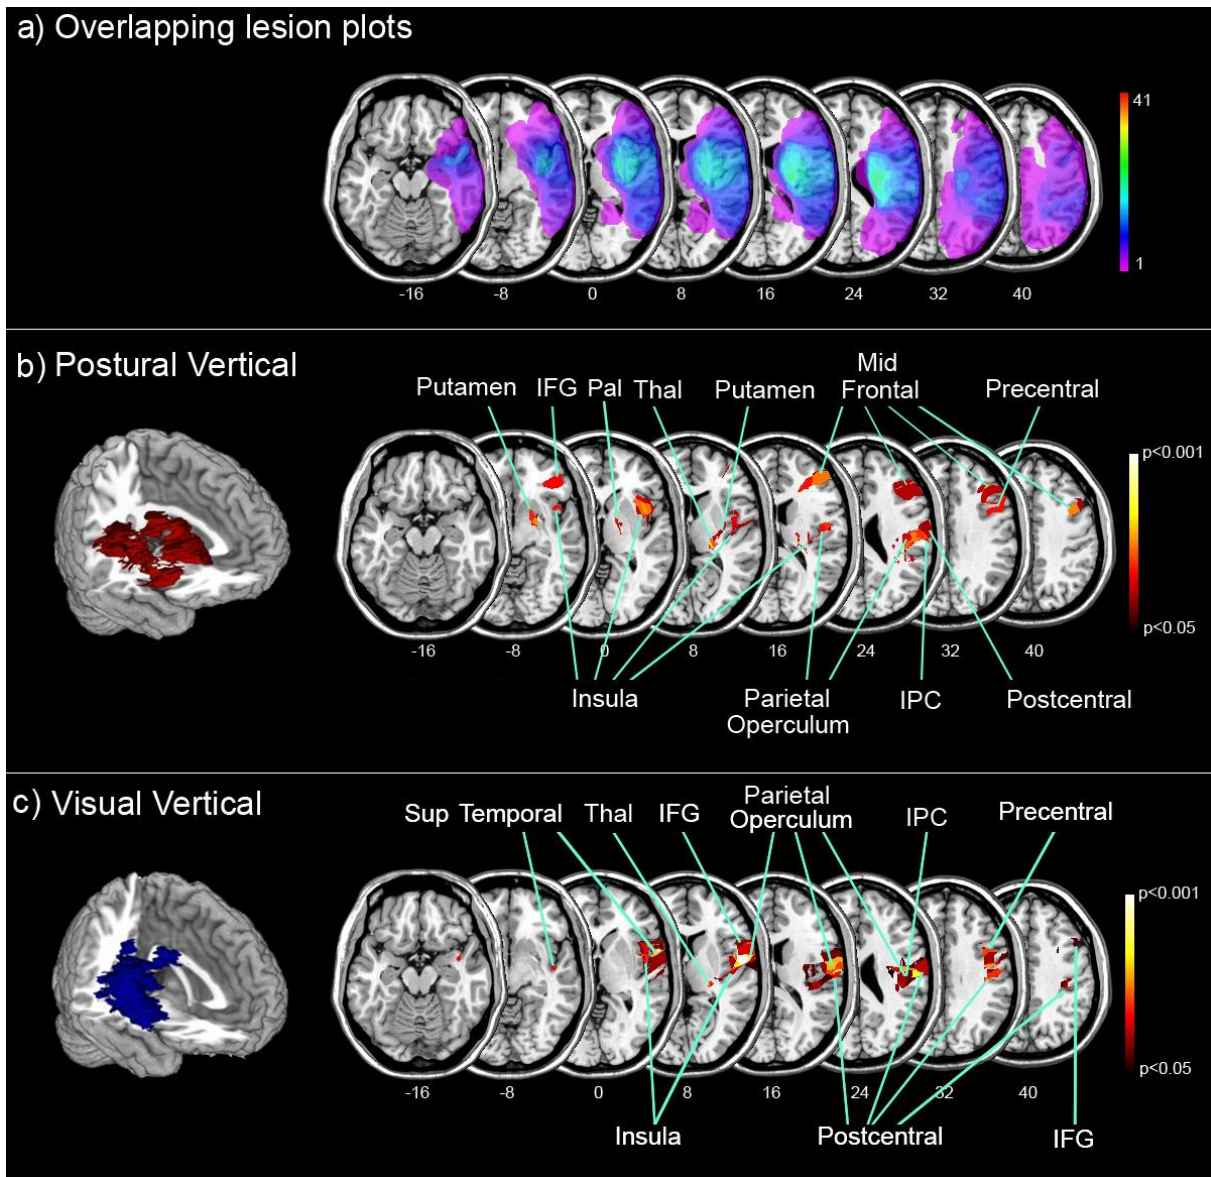 a) Overlapping lesion plots
41
1
-16 -8 0 8 16 24 32 40
b) Postural Vertical
Putamen IFG Pal Thal Putamen Mid
Frontal Precentral
p<0.001
p<0.05
-16 -8 0 8 16 24 32 40
Insula Parietal
Operculum IPC Postcentral
c) Visual Vertical
Sup Temporal Thal IFG Parietal
Operculum IPC Precentral
p<0.001
p<0.05
-16 -8 0 8 16 24 32 40
Insula Postcentral IFG